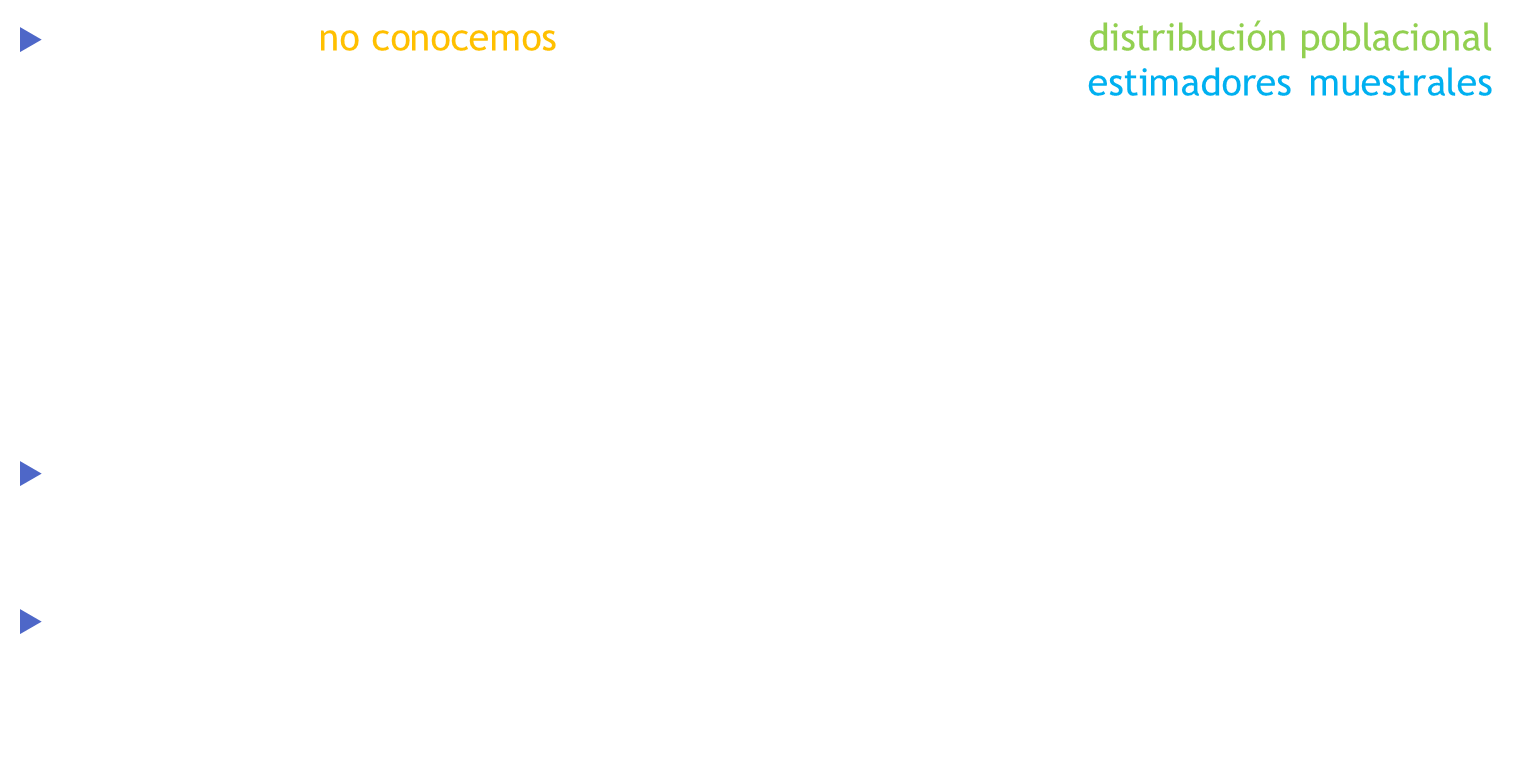 no conocemos distribución poblacional
estimadores muestrales